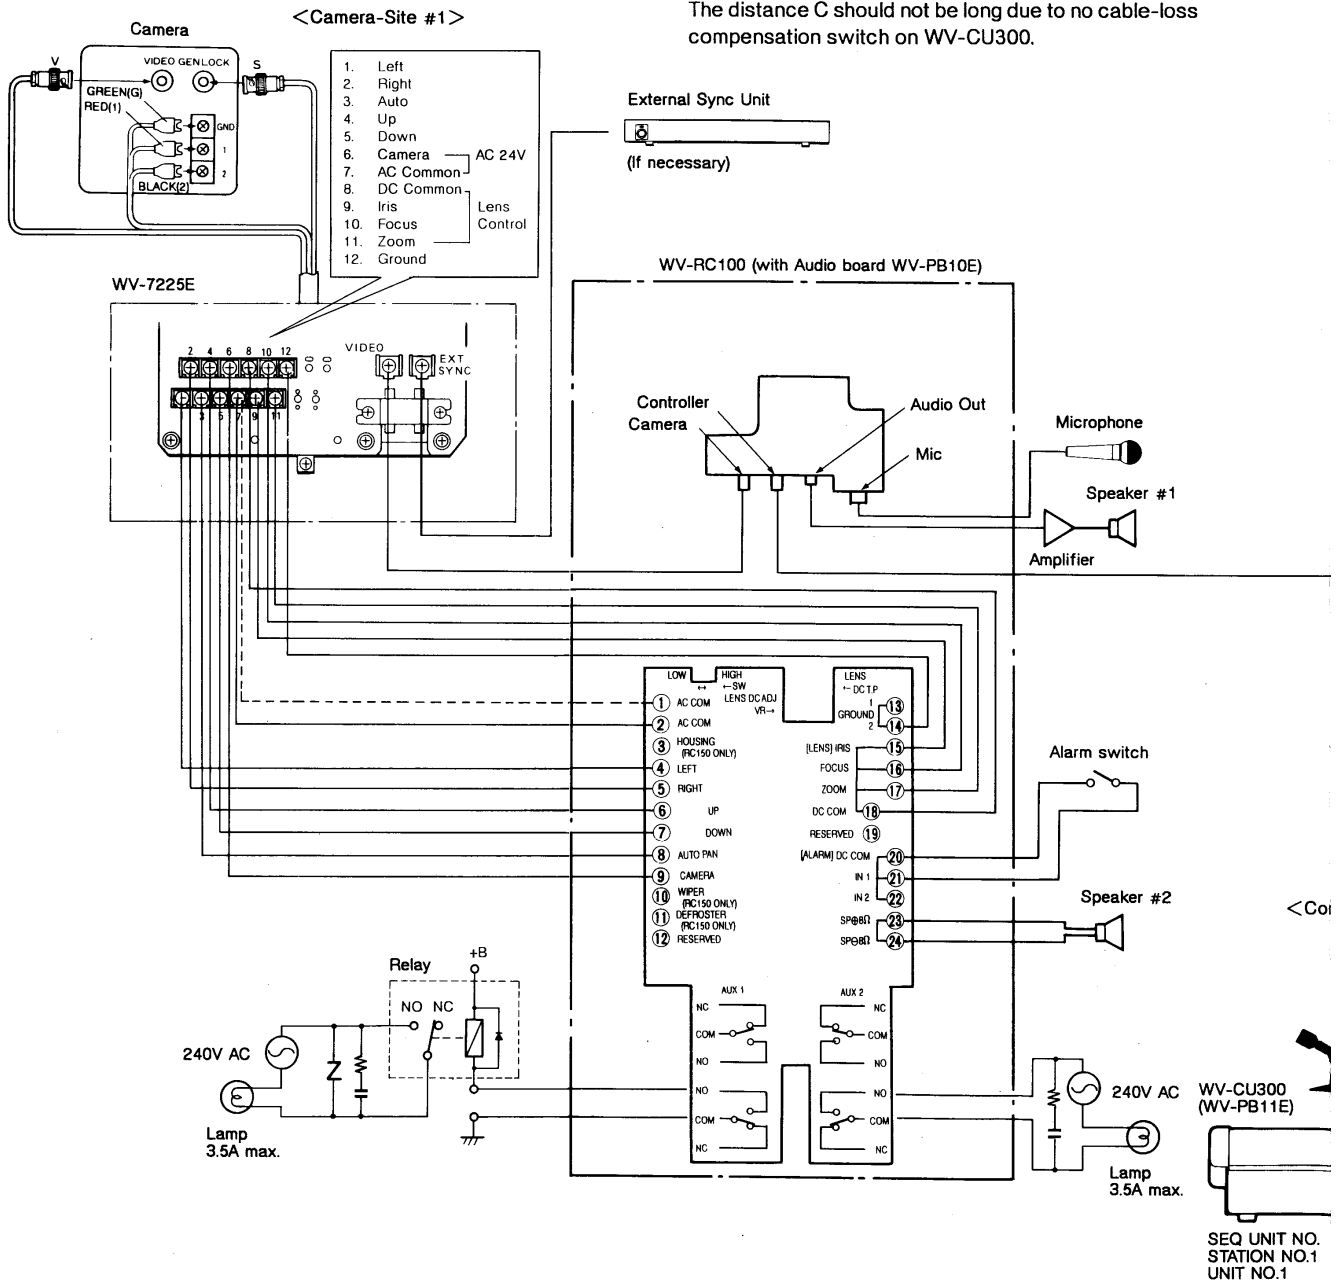 <Camera-Site #1>
The distance C should not be long due to no cable-loss
compensation switch on WV-CU300.
Camera
V
VIDEO GENLOCK
S
GREEN(G)
RED(1)
GND
1
2
BLACK(2)
1. Left
2. Right
3. Auto
4. Up
5. Down
6. Camera
7. AC Common
AC 24V
8. DC Common
9. Iris
10. Focus
11. Zoom
Lens
Control
12. Ground
External Sync Unit
(If necessary)
WV-7225E
WV-RC100 (with Audio board WV-PB10E)
2 4 6 8 10 12
VIDEO
EXT
SYNC
3 5 7 9 11
Controller
Camera
Audio Out
Mic
Microphone
Speaker #1
Amplifier
LOW
↔
HIGH
←SW
LENS DC ADJ
VR→
LENS
←DC T.P
1 AC COM
2 AC COM
3 HOUSING
(RC150 ONLY)
4 LEFT
5 RIGHT
6 UP
7 DOWN
8 AUTO PAN
9 CAMERA
10 WIPER
(RC150 ONLY)
11 DEFROSTER
(RC150 ONLY)
12 RESERVED
1 13
GROUND
2 14
[LENS] IRIS 15
FOCUS 16
ZOOM 17
DC COM 18
RESERVED 19
[ALARM] DC COM 20
IN 1 21
IN 2 22
SP⊕8Ω 23
SP⊖8Ω 24
Alarm switch
Speaker #2
<Co
AUX 1
NC
COM
NO
NO
COM
NC
AUX 2
NC
COM
NO
NO
COM
NC
Relay
+B
NO NC
240V AC
Lamp
3.5A max.
240V AC
Lamp
3.5A max.
WV-CU300
(WV-PB11E)
SEQ UNIT NO.
STATION NO.1
UNIT NO.1